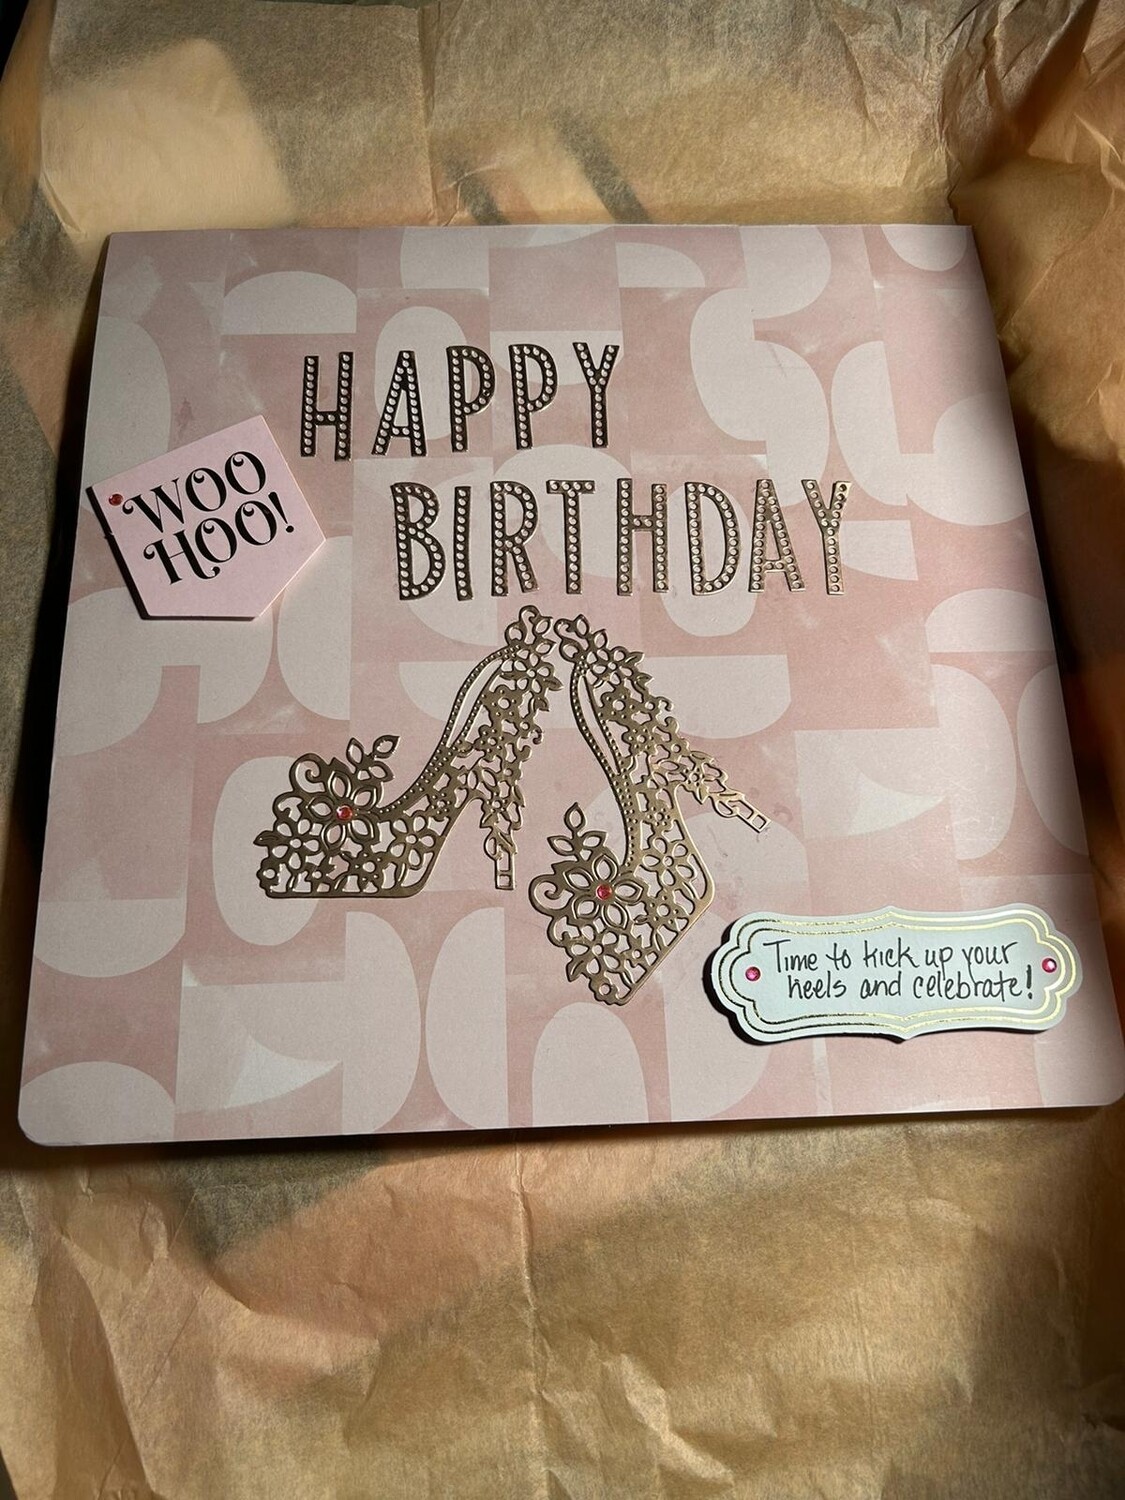 HAPPY
BIRTHDAY
WOO
HOO!
Time to kick up your
heels and celebrate!